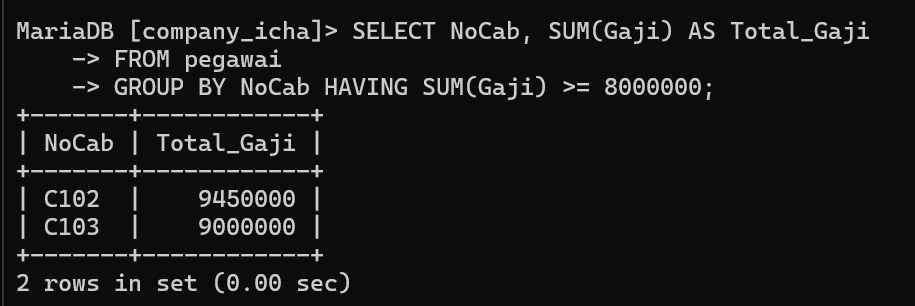 MariaDB [company_icha]> SELECT NoCab, SUM(Gaji) AS Total_Gaji
    -> FROM pegawai
    -> GROUP BY NoCab HAVING SUM(Gaji) >= 8000000;
+-------+------------+
| NoCab | Total_Gaji |
+-------+------------+
| C102  |    9450000 |
| C103  |    9000000 |
+-------+------------+
2 rows in set (0.00 sec)